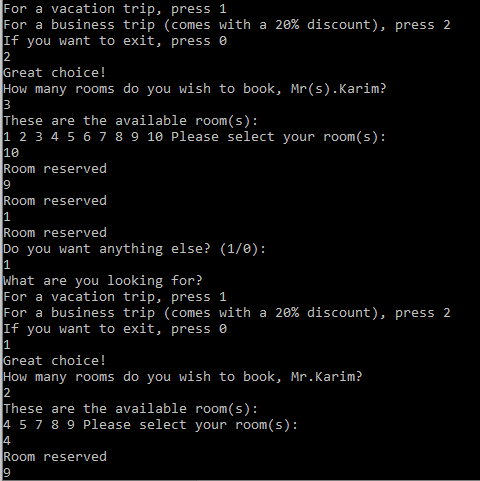 For a vacation trip, press 1
For a business trip (comes with a 20% discount), press 2
If you want to exit, press 0
2
Great choice!
How many rooms do you wish to book, Mr(s).Karim?
3
These are the available room(s):
1 2 3 4 5 6 7 8 9 10 Please select your room(s):
10
Room reserved
9
Room reserved
1
Room reserved
Do you want anything else? (1/0):
1
What are you looking for?
For a vacation trip, press 1
For a business trip (comes with a 20% discount), press 2
If you want to exit, press 0
1
Great choice!
How many rooms do you wish to book, Mr.Karim?
2
These are the available room(s):
4 5 7 8 9 Please select your room(s):
4
Room reserved
9